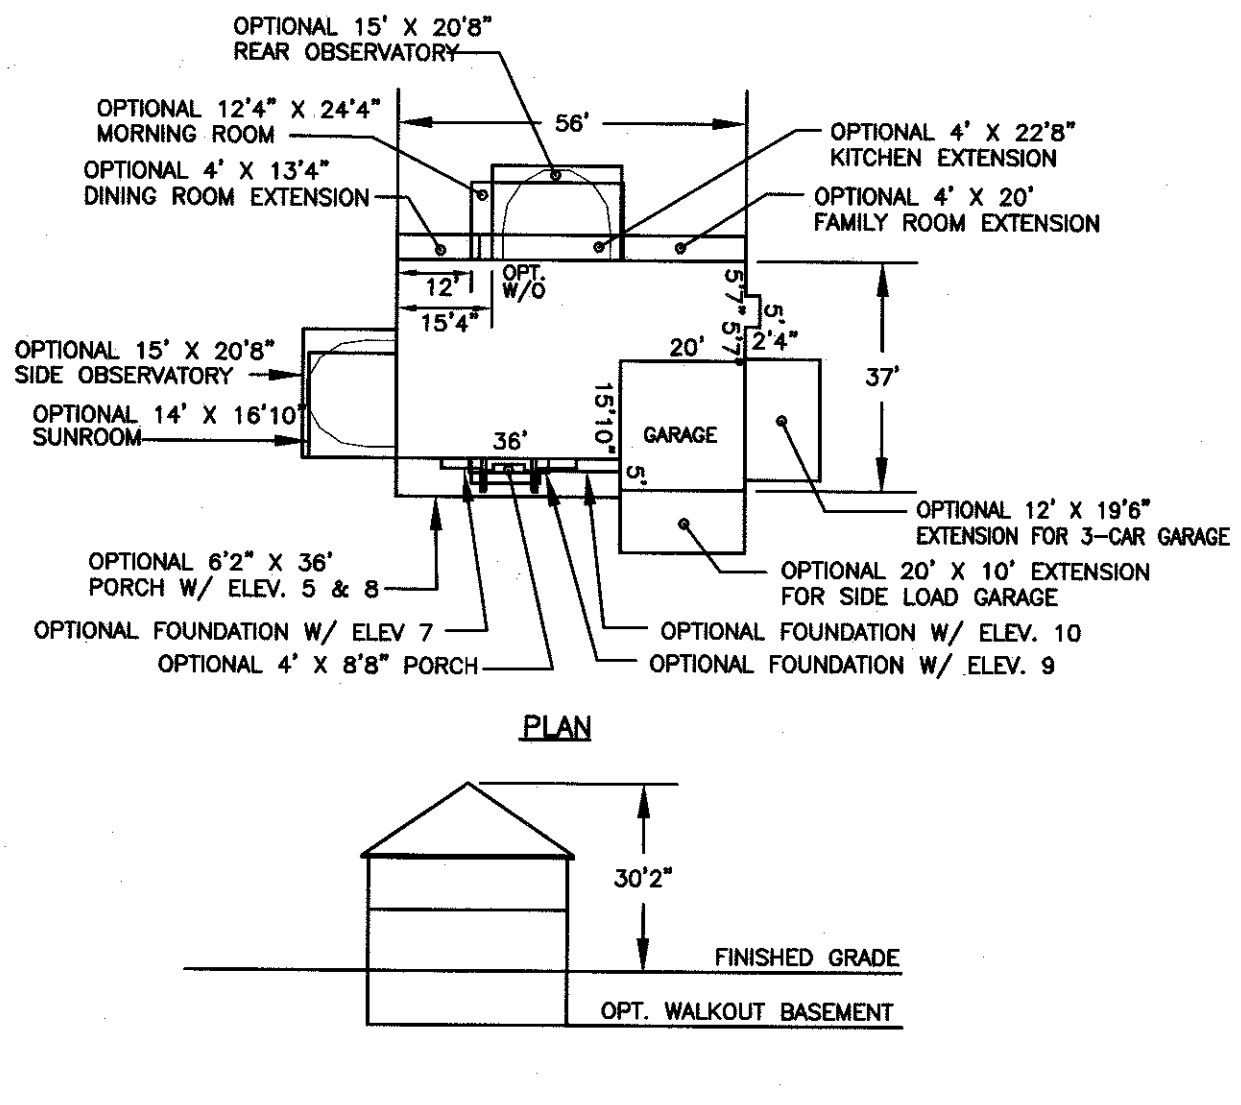 OPTIONAL 15' X 20'8"
REAR OBSERVATORY
OPTIONAL 12'4" X 24'4"
MORNING ROOM
56'
OPTIONAL 4' X 22'8"
KITCHEN EXTENSION
OPTIONAL 4' X 13'4"
DINING ROOM EXTENSION
OPTIONAL 4' X 20'
FAMILY ROOM EXTENSION
12'
OPT.
W/O
15'4"
5'7"
5'
5'7"
2'4"
20'
37'
OPTIONAL 15' X 20'8"
SIDE OBSERVATORY
OPTIONAL 14' X 16'10"
SUNROOM
15'10"
GARAGE
36'
5'
OPTIONAL 12' X 19'6"
EXTENSION FOR 3-CAR GARAGE
OPTIONAL 6'2" X 36'
PORCH W/ ELEV. 5 & 8
OPTIONAL 20' X 10' EXTENSION
FOR SIDE LOAD GARAGE
OPTIONAL FOUNDATION W/ ELEV 7
OPTIONAL FOUNDATION W/ ELEV. 10
OPTIONAL 4' X 8'8" PORCH
OPTIONAL FOUNDATION W/ ELEV. 9
PLAN
30'2"
FINISHED GRADE
OPT. WALKOUT BASEMENT